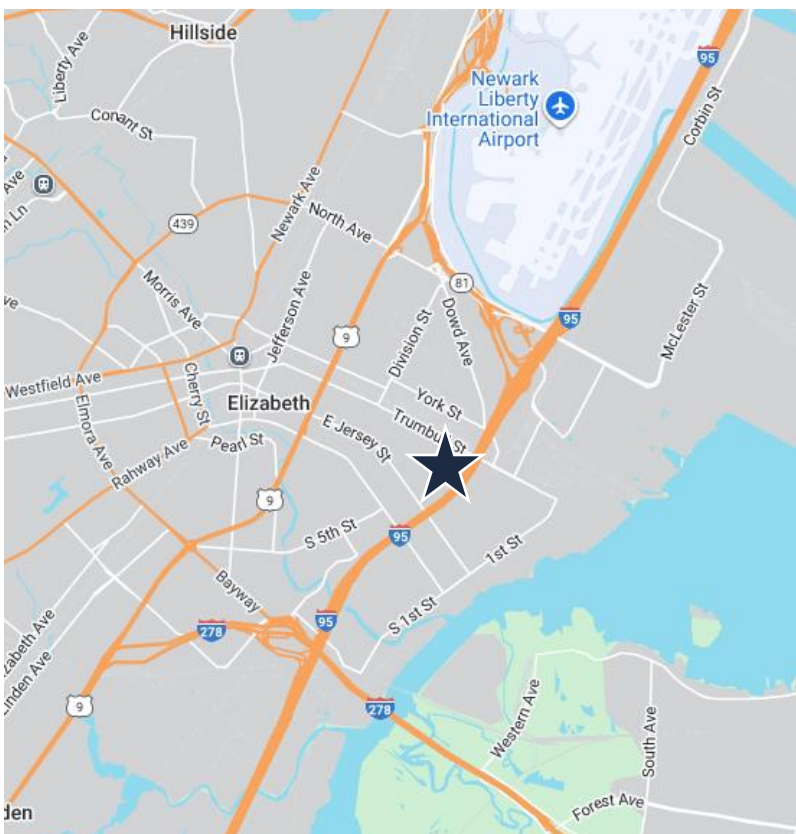 Hillside
Liberty Ave
Conant St
95
Corbin St
Newark
Liberty
International
Airport
Ave
Newark Ave
439
North Ave
Morris Ave
Jefferson Ave
81
Dowd Ave
95
McLester St
9
Division St
Westfield Ave
Cherry St
Elizabeth
York St
Elmora Ave
Pearl St
E Jersey St
Rahway Ave
9
S 5th St
95
1st St
Bayway
S 1st St
95
278
278
9
Linden Ave
Western Ave
South Ave
Forest Ave